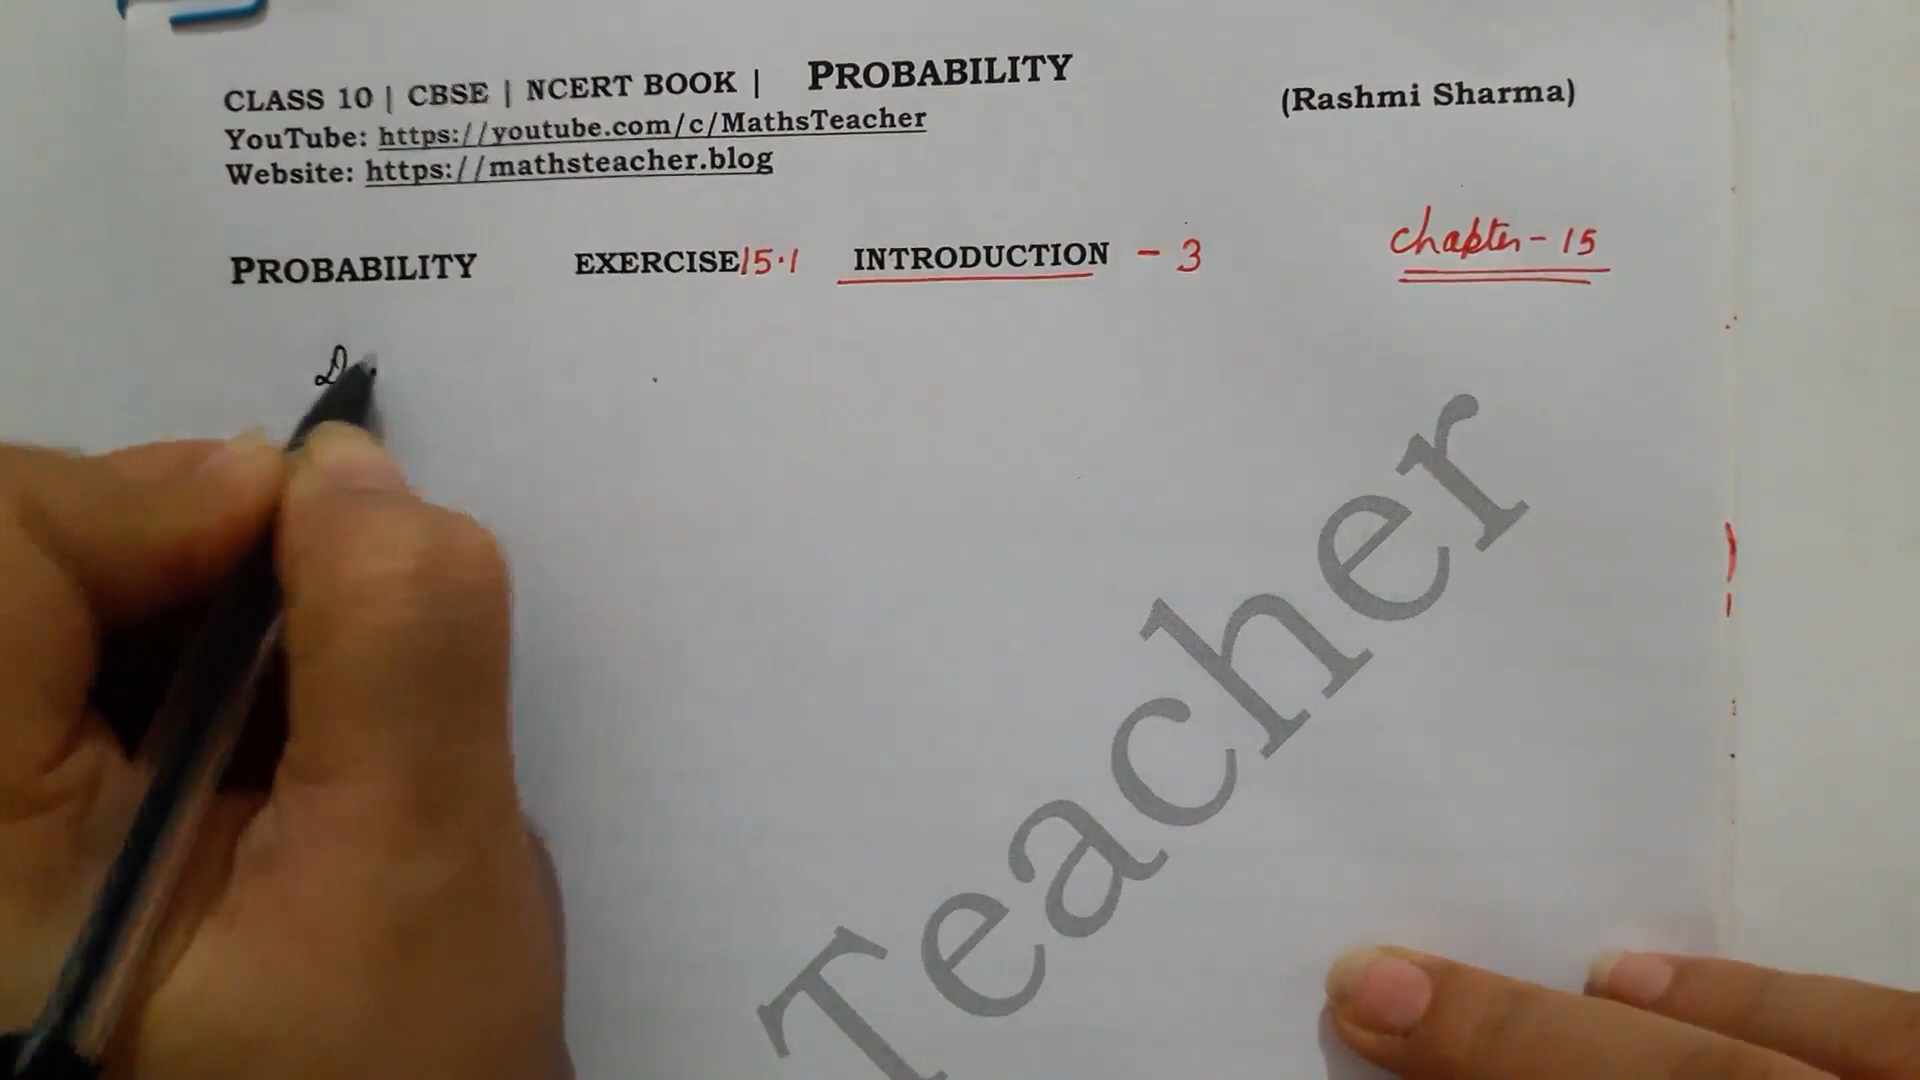 CLASS 10 | CBSE | NCERT BOOK | PROBABILITY (Rashmi Sharma)
YouTube: https://youtube.com/c/MathsTeacher
Website: https://mathsteacher.blog
PROBABILITY EXERCISE 15.1 INTRODUCTION - 3 Chapter - 15
D
Teacher